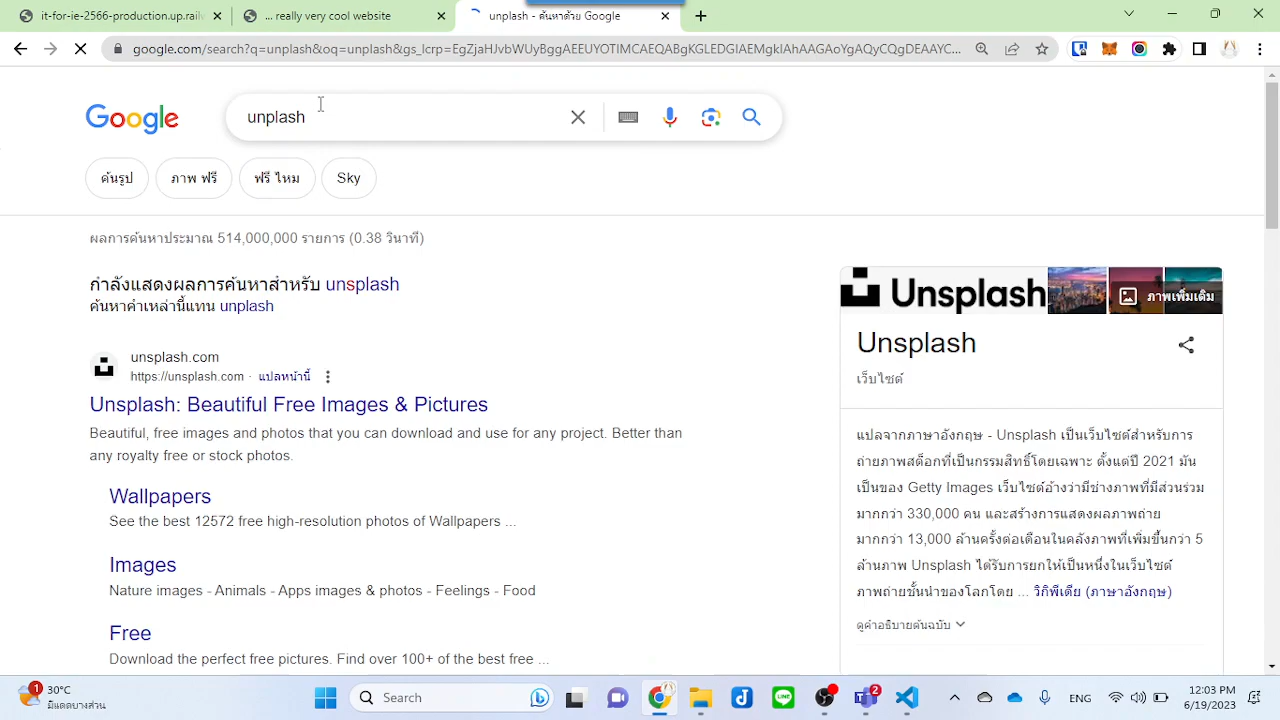 it-for-ie-2566-production.up.rail
... really very cool website
unplash - ค้นหาด้วย Google
google.com/search?q=unplash&oq=unplash&gs_lcrp=EgZjaHJvbWUyBggAEEUYOTIMCAEQABgKGLEDGIAEMgkIAhAAGAoYgAQyCQgDEAAYC...
Google
unplash
ค้นรูป
ภาพ ฟรี
ฟรี ไหม
Sky
ผลการค้นหาประมาณ 514,000,000 รายการ (0.38 วินาที)
กำลังแสดงผลการค้นหาสำหรับ unsplash
ค้นหาคำเหล่านี้แทน unplash
unsplash.com
https://unsplash.com · แปลหน้านี้
Unsplash: Beautiful Free Images & Pictures
Beautiful, free images and photos that you can download and use for any project. Better than
any royalty free or stock photos.
Wallpapers
See the best 12572 free high-resolution photos of Wallpapers ...
Images
Nature images - Animals - Apps images & photos - Feelings - Food
Free
Download the perfect free pictures. Find over 100+ of the best free ...
Unsplash
ภาพเพิ่มเติม
Unsplash
เว็บไซต์
แปลจากภาษาอังกฤษ - Unsplash เป็นเว็บไซต์สำหรับการ
ถ่ายภาพสต็อกที่เป็นกรรมสิทธิ์โดยเฉพาะ ตั้งแต่ปี 2021 มัน
เป็นของ Getty Images เว็บไซต์อ้างว่ามีช่างภาพที่มีส่วนร่วม
มากกว่า 330,000 คน และสร้างการแสดงผลภาพถ่าย
มากกว่า 13,000 ล้านครั้งต่อเดือนในคลังภาพที่เพิ่มขึ้นกว่า 5
ล้านภาพ Unsplash ได้รับการยกให้เป็นหนึ่งในเว็บไซต์
ภาพถ่ายชั้นนำของโลกโดย ... วิกิพีเดีย (ภาษาอังกฤษ)
ดูคำอธิบายต้นฉบับ
1
30°C
มีแดดบางส่วน
Search
2
ENG
12:03 PM
6/19/2023